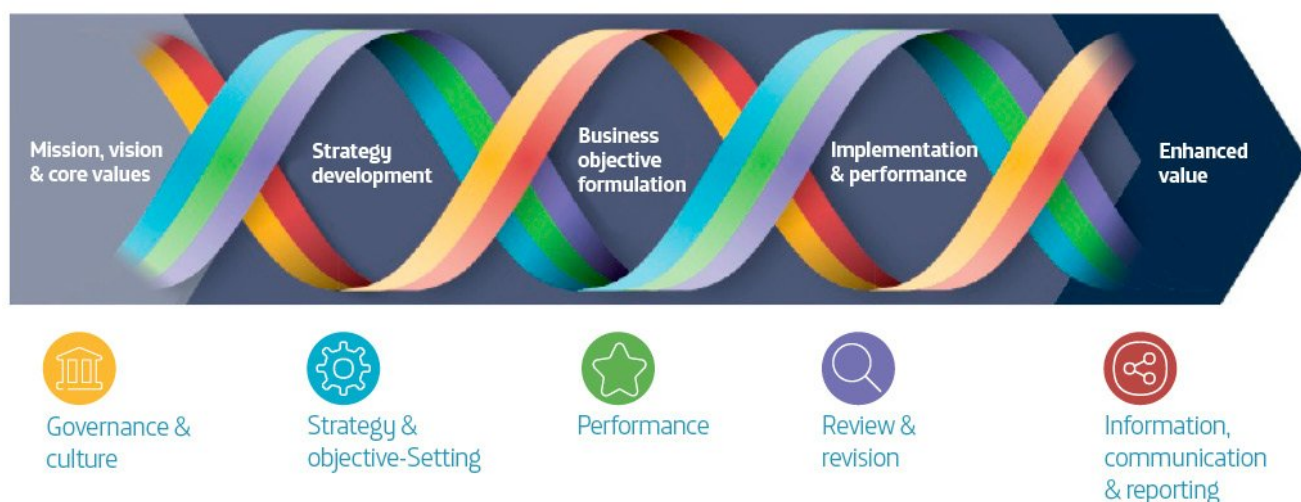 Mission, vision
& core values
Strategy
development
Business
objective
formulation
Implementation
& performance
Enhanced
value
Governance &
culture
Strategy &
objective-Setting
Performance
Review &
revision
Information,
communication
& reporting